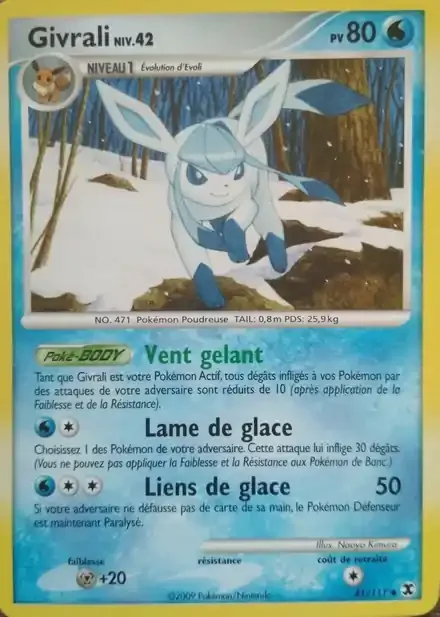 Givrali NIV.42
PV 80
NIVEAU 1 Évolution d'Evoli
NO. 471 Pokémon Poudreuse TAIL: 0,8m PDS: 25,9kg
Poké-BODY Vent gelant
Tant que Givrali est votre Pokémon Actif, tous dégâts infligés à vos Pokémon par
des attaques de votre adversaire sont réduits de 10 (après application de la
Faiblesse et de la Résistance).
Lame de glace
Choisissez 1 des Pokémon de votre adversaire. Cette attaque lui inflige 30 dégâts.
(Vous ne pouvez pas appliquer la Faiblesse et la Résistance aux Pokémon de Banc.)
Liens de glace 50
Si votre adversaire ne défausse pas de carte de sa main, le Pokémon Défenseur
est maintenant Paralysé.
Illus. Naoyo Kimura
faiblesse résistance coût de retraite
+20
©2009 Pokémon/Nintendo
41/111